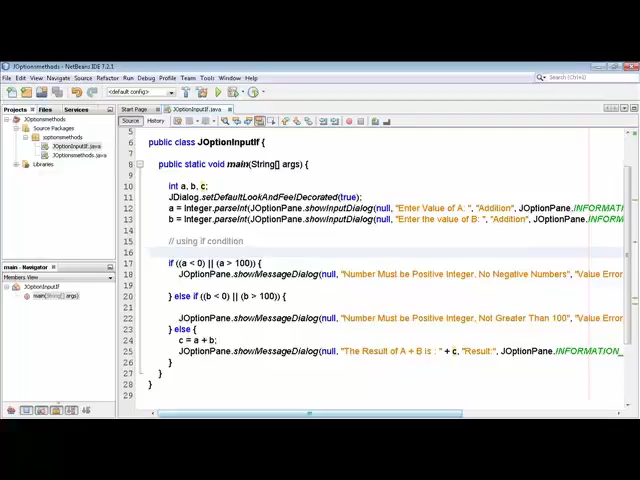 JOptionsmethods - NetBeans IDE 7.2.1
File Edit View Navigate Source Refactor Run Debug Profile Team Tools Window Help
Search (Ctrl+I)
<default config>
Projects Files Services
JOptionsmethods
Source Packages
joptionsmethods
JOptionInputIf.java
JOptionsmethods.java
Libraries
main - Navigator
Members View
JOptionInputIf
main(String[] args)
Start Page JOptionInputIf.java
Source History
5
6 public class JOptionInputIf {
7
8 public static void main(String[] args) {
9
10 int a, b, c;
11 JDialog.setDefaultLookAndFeelDecorated(true);
12 a = Integer.parseInt(JOptionPane.showInputDialog(null, "Enter Value of A: ", "Addition", JOptionPane.INFORMATI
13 b = Integer.parseInt(JOptionPane.showInputDialog(null, "Enter the value of B: ", "Addition", JOptionPane.INFORM
14
15 // using if condition
16
17 if ((a < 0) || (a > 100)) {
18 JOptionPane.showMessageDialog(null, "Number Must be Positive Integer. No Negative Numbers", "Value Error
19
20 } else if ((b < 0) || (b > 100)) {
21
22 JOptionPane.showMessageDialog(null, "Number Must be Positive Integer, Not Greater Than 100", "Value Error
23 } else {
24 c = a + b;
25 JOptionPane.showMessageDialog(null, "The Result of A + B is : " + c, "Result:", JOptionPane.INFORMATION_
26 }
27 }
28 }
29